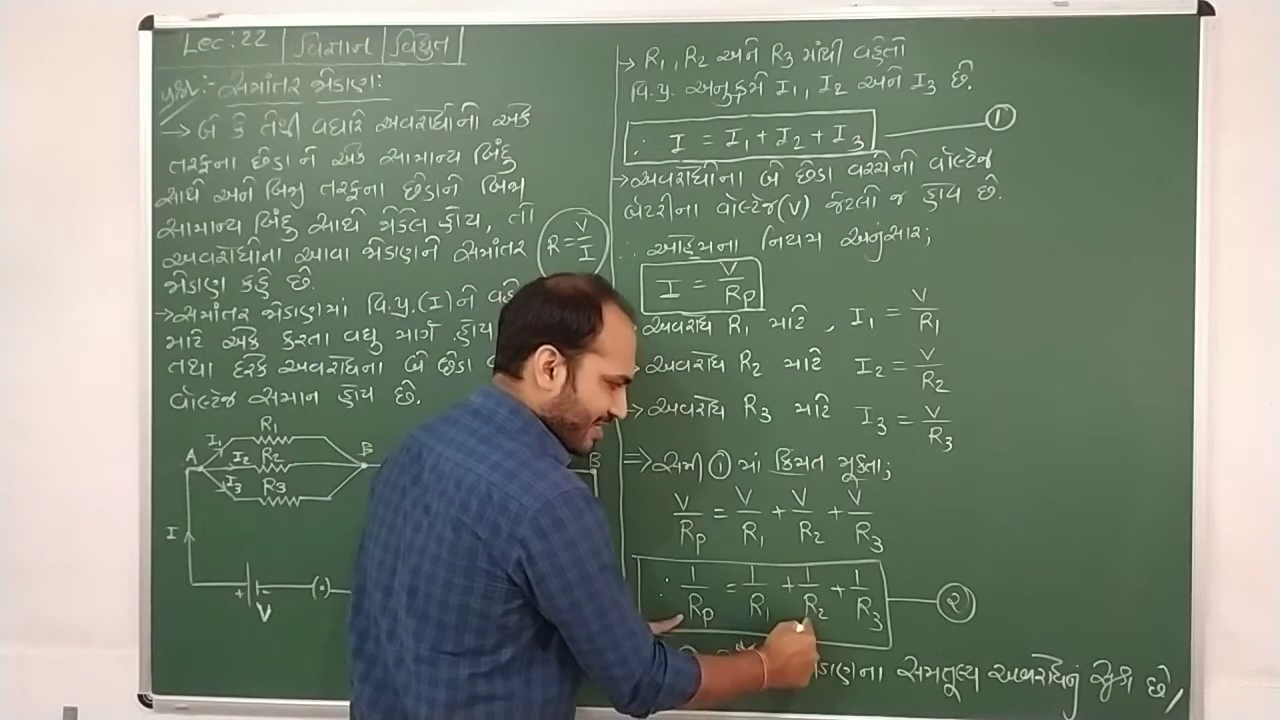 Lec: 22 | વિજ્ઞાન | વિદ્યુત
પ્રશ્ન:- સમાંતર જોડાણ:
→ બે કે તેથી વધારે અવરોધોની એક
તરફના છેડાને એક સામાન્ય બિંદુ
સાથે અને બિજી તરફના છેડાને બિજા
સામાન્ય બિંદુ સાથે જોડેલ હોય, તો
અવરોધોના આવા જોડાણને સમાંતર
જોડાણ કહે છે.
R = V/I
→ સમાંતર જોડાણમાં વિ.પ્ર.(I)ને
માટે એક કરતા વધુ માર્ગ હોય
તથા દરેક અવરોધના બે છેડા
વોલ્ટેજ સમાન હોય છે.
A I₁ R₁ B
I₂ R₂
I₃ R₃
B
I
+ - (·)
V
→ R₁, R₂ અને R₃ માંથી વહેતો
વિ.પ્ર. અનુક્રમે I₁, I₂ અને I₃ છે.
∴ I = I₁ + I₂ + I₃ — ①
→ અવરોધોના બે છેડા વચ્ચેની વોલ્ટેજ
બેટરીના વોલ્ટેજ(V) જેટલો જ હોય છે.
∴ ઓહમના નિયમ અનુસાર;
I = V/Rp
અવરોધ R₁ માટે, I₁ = V/R₁
અવરોધ R₂ માટે I₂ = V/R₂
અવરોધ R₃ માટે I₃ = V/R₃
⇒ સમી ① માં કિંમત મૂકતા;
V/Rp = V/R₁ + V/R₂ + V/R₃
∴ 1/Rp = 1/R₁ + 1/R₂ + 1/R₃ — ②
સમતુલ્ય અવરોધનું સૂત્ર છે